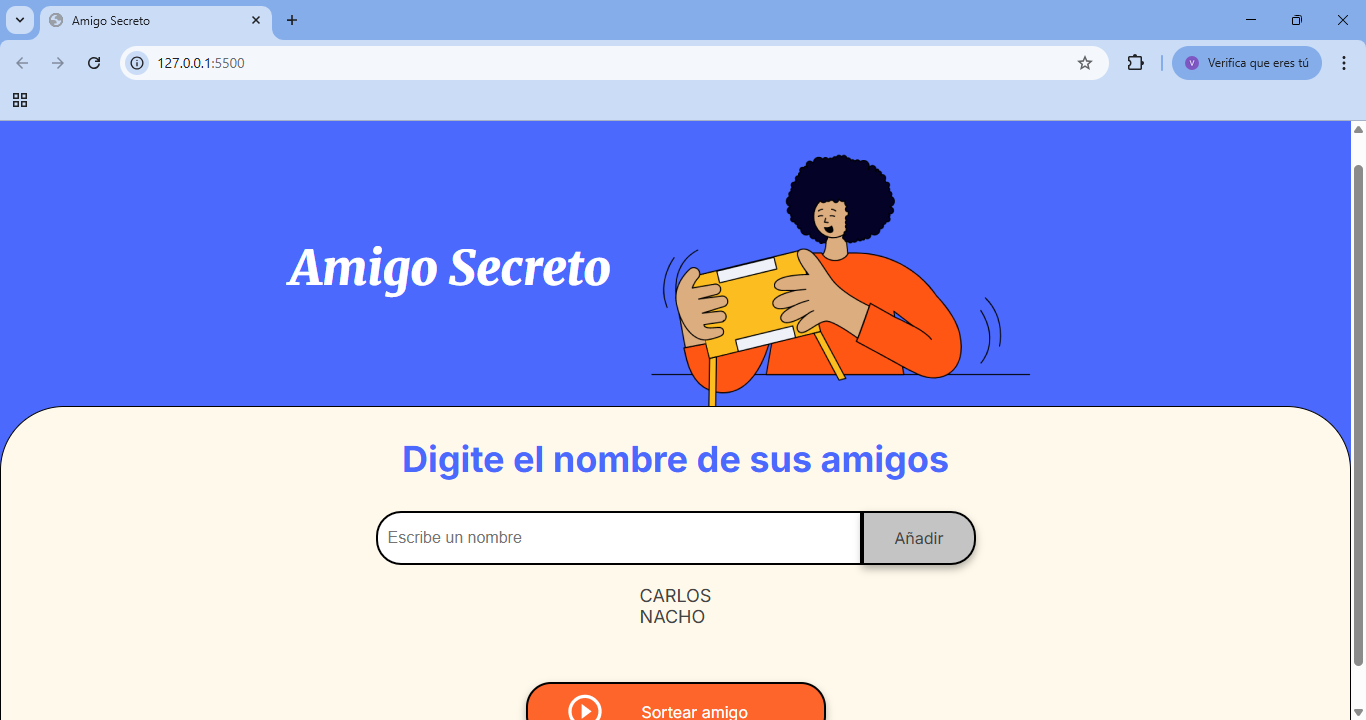 Amigo Secreto
127.0.0.1:5500
V
Verifica que eres tú
Amigo Secreto
Digite el nombre de sus amigos
Escribe un nombre
Añadir
CARLOS
NACHO
Sortear amigo